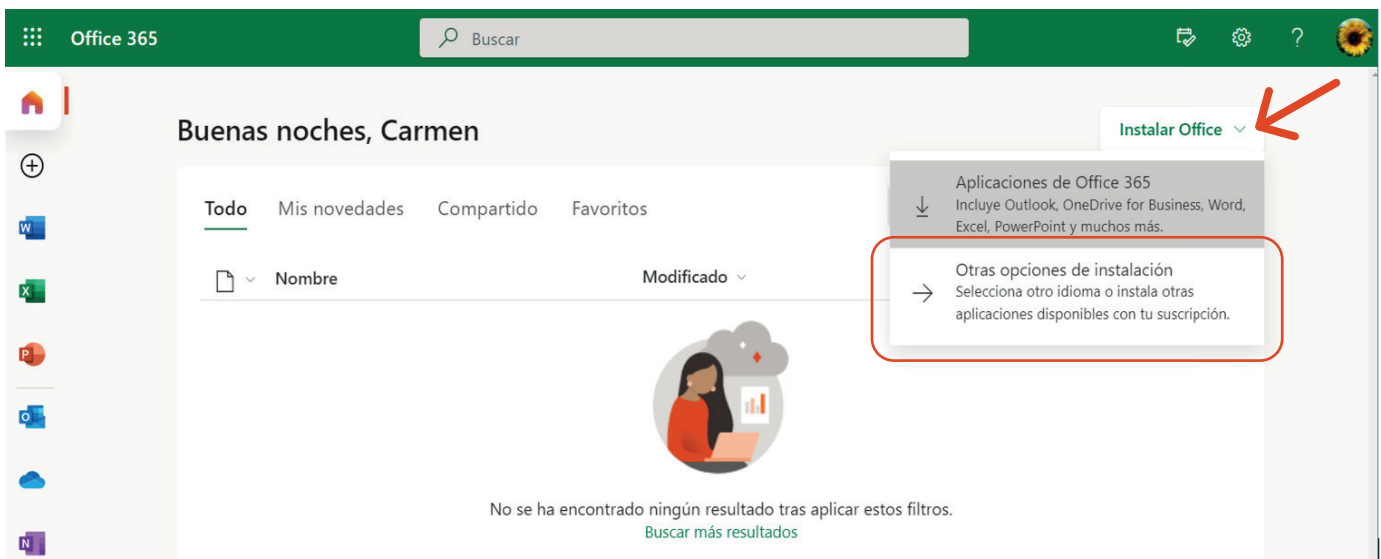 Office 365
Buscar
?
Buenas noches, Carmen
Instalar Office
Aplicaciones de Office 365
Incluye Outlook, OneDrive for Business, Word,
Excel, PowerPoint y muchos más.
Todo Mis novedades Compartido Favoritos
Otras opciones de instalación
Selecciona otro idioma o instala otras
aplicaciones disponibles con tu suscripción.
Nombre Modificado
W
X
P
O
N
No se ha encontrado ningún resultado tras aplicar estos filtros.
Buscar más resultados